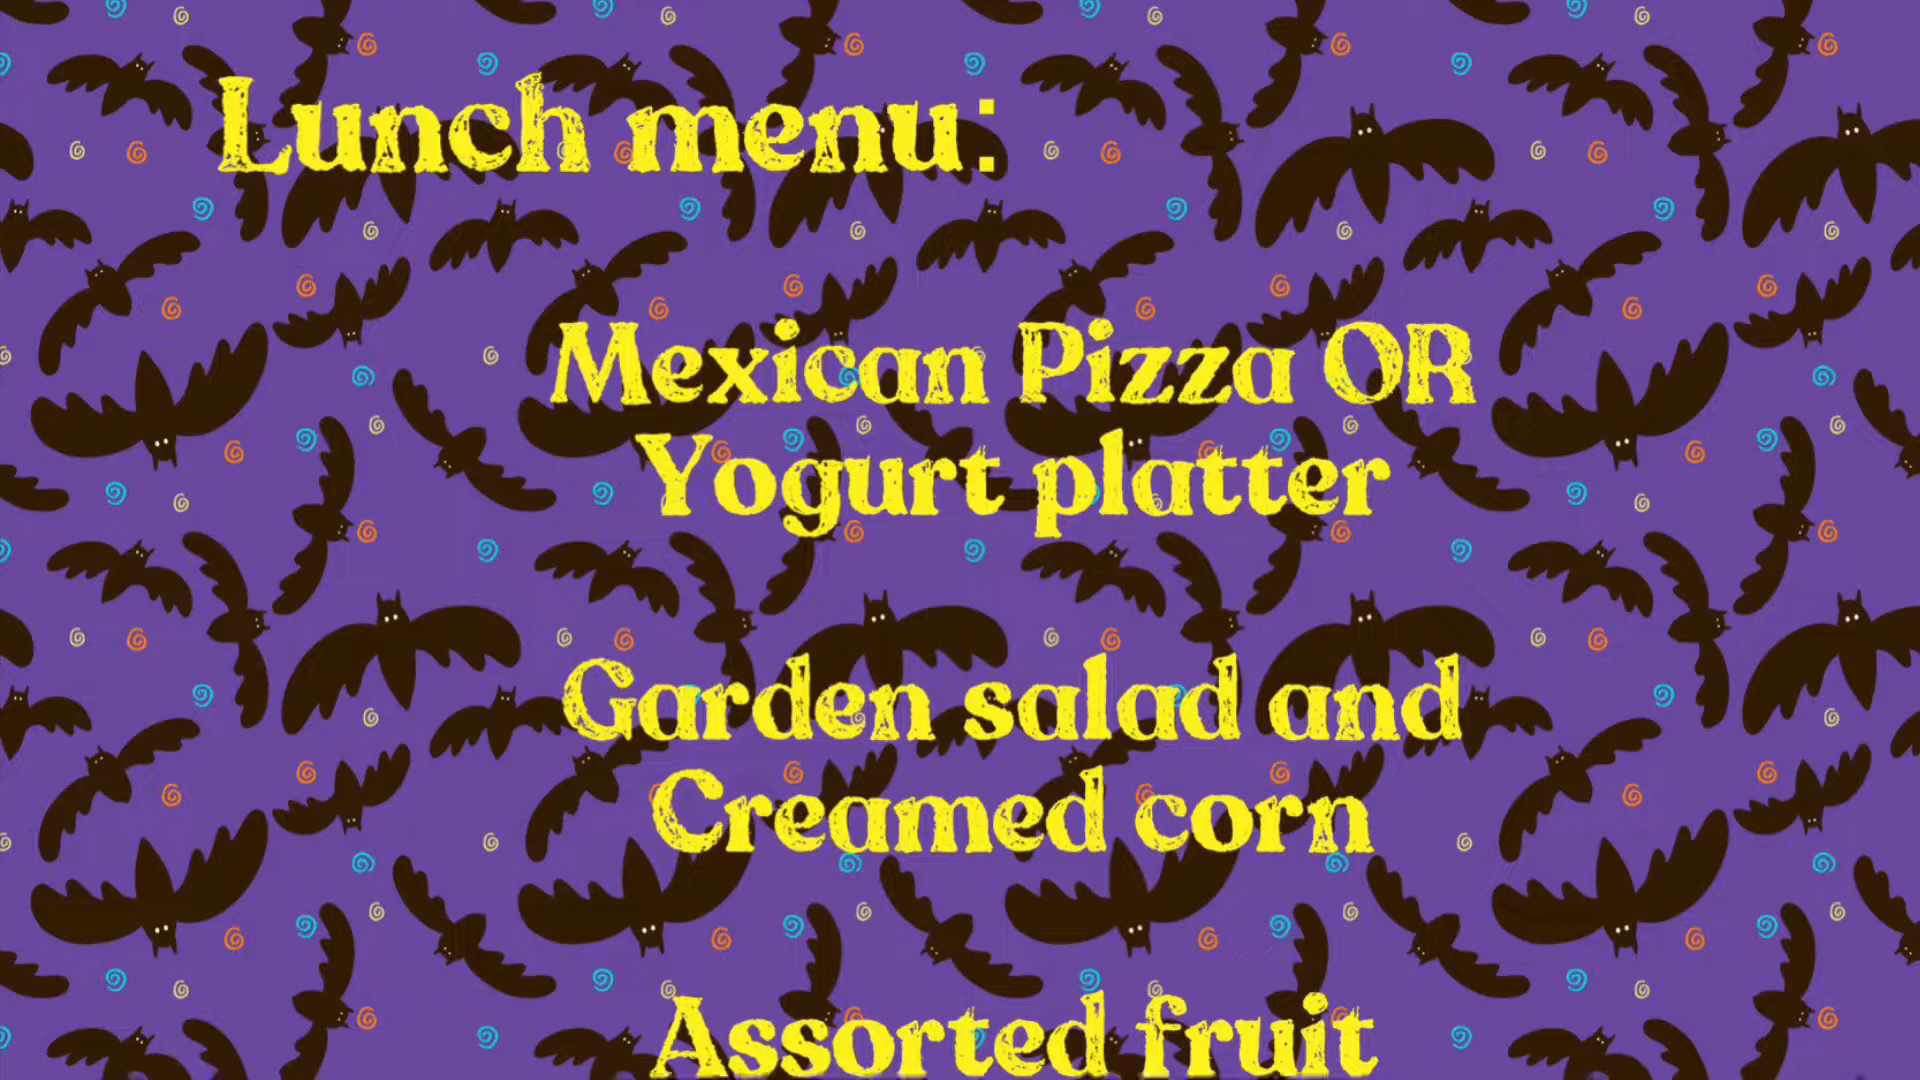 Lunch menu:
Mexican Pizza OR
Yogurt platter
Garden salad and
Creamed corn
Assorted fruit